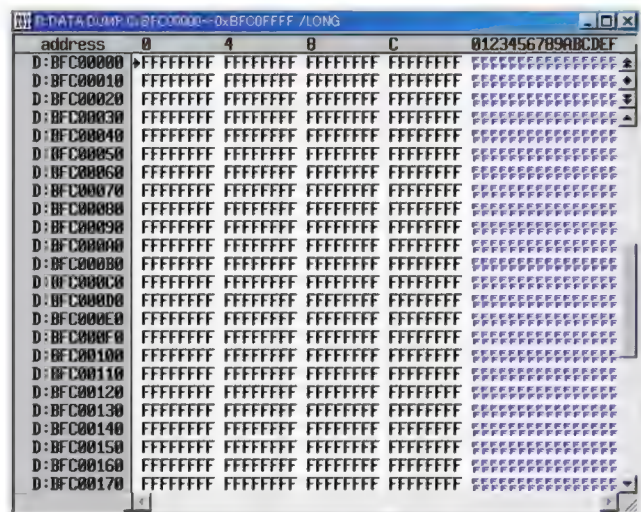 B::DATA.DUMP 0xBFC00000--0xBFC0FFFF /LONG
address 0 4 8 C 0123456789ABCDEF
D:BFC00000 FFFFFFFF FFFFFFFF FFFFFFFF FFFFFFFF
D:BFC00010 FFFFFFFF FFFFFFFF FFFFFFFF FFFFFFFF
D:BFC00020 FFFFFFFF FFFFFFFF FFFFFFFF FFFFFFFF
D:BFC00030 FFFFFFFF FFFFFFFF FFFFFFFF FFFFFFFF
D:BFC00040 FFFFFFFF FFFFFFFF FFFFFFFF FFFFFFFF
D:BFC00050 FFFFFFFF FFFFFFFF FFFFFFFF FFFFFFFF
D:BFC00060 FFFFFFFF FFFFFFFF FFFFFFFF FFFFFFFF
D:BFC00070 FFFFFFFF FFFFFFFF FFFFFFFF FFFFFFFF
D:BFC00080 FFFFFFFF FFFFFFFF FFFFFFFF FFFFFFFF
D:BFC00090 FFFFFFFF FFFFFFFF FFFFFFFF FFFFFFFF
D:BFC000A0 FFFFFFFF FFFFFFFF FFFFFFFF FFFFFFFF
D:BFC000B0 FFFFFFFF FFFFFFFF FFFFFFFF FFFFFFFF
D:BFC000C0 FFFFFFFF FFFFFFFF FFFFFFFF FFFFFFFF
D:BFC000D0 FFFFFFFF FFFFFFFF FFFFFFFF FFFFFFFF
D:BFC000E0 FFFFFFFF FFFFFFFF FFFFFFFF FFFFFFFF
D:BFC000F0 FFFFFFFF FFFFFFFF FFFFFFFF FFFFFFFF
D:BFC00100 FFFFFFFF FFFFFFFF FFFFFFFF FFFFFFFF
D:BFC00110 FFFFFFFF FFFFFFFF FFFFFFFF FFFFFFFF
D:BFC00120 FFFFFFFF FFFFFFFF FFFFFFFF FFFFFFFF
D:BFC00130 FFFFFFFF FFFFFFFF FFFFFFFF FFFFFFFF
D:BFC00140 FFFFFFFF FFFFFFFF FFFFFFFF FFFFFFFF
D:BFC00150 FFFFFFFF FFFFFFFF FFFFFFFF FFFFFFFF
D:BFC00160 FFFFFFFF FFFFFFFF FFFFFFFF FFFFFFFF
D:BFC00170 FFFFFFFF FFFFFFFF FFFFFFFF FFFFFFFF